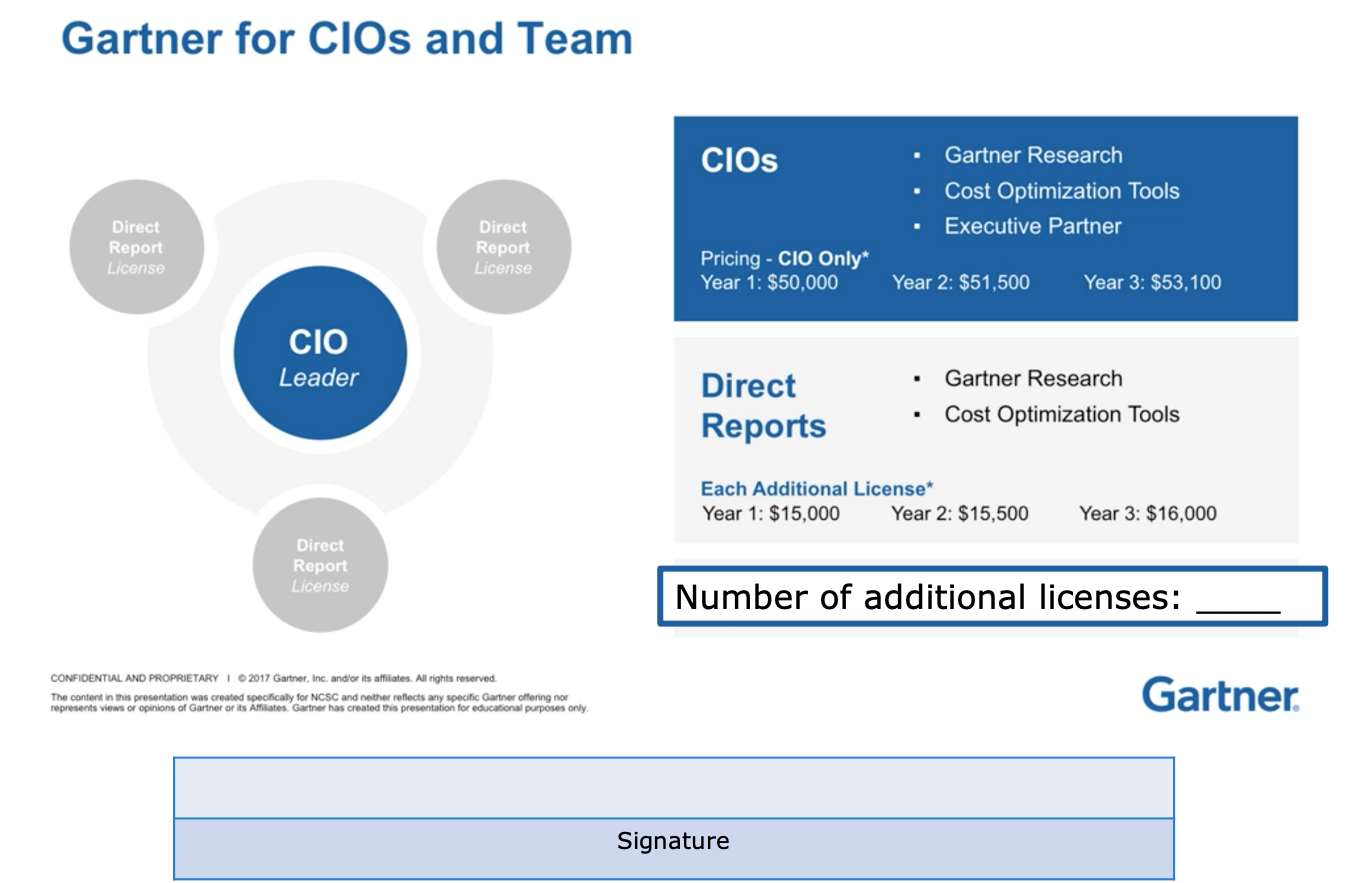 Gartner for CIOs and Team
Direct
Report
License
Direct
Report
License
CIO
Leader
Direct
Report
License
CIOs
▪ Gartner Research
▪ Cost Optimization Tools
▪ Executive Partner
Pricing - CIO Only*
Year 1: $50,000 Year 2: $51,500 Year 3: $53,100
Direct
Reports
▪ Gartner Research
▪ Cost Optimization Tools
Each Additional License*
Year 1: $15,000 Year 2: $15,500 Year 3: $16,000
Number of additional licenses: ____
CONFIDENTIAL AND PROPRIETARY I © 2017 Gartner, Inc. and/or its affiliates. All rights reserved.
The content in this presentation was created specifically for NCSC and neither reflects any specific Gartner offering nor
represents views or opinions of Gartner or its Affiliates. Gartner has created this presentation for educational purposes only.
Gartner®
Signature